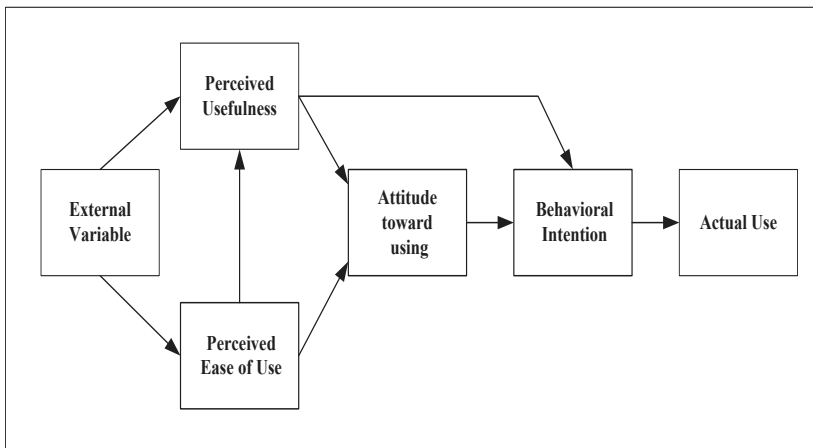 Perceived
Usefulness
External
Variable
Attitude
toward
using
Behavioral
Intention
Actual Use
Perceived
Ease of Use